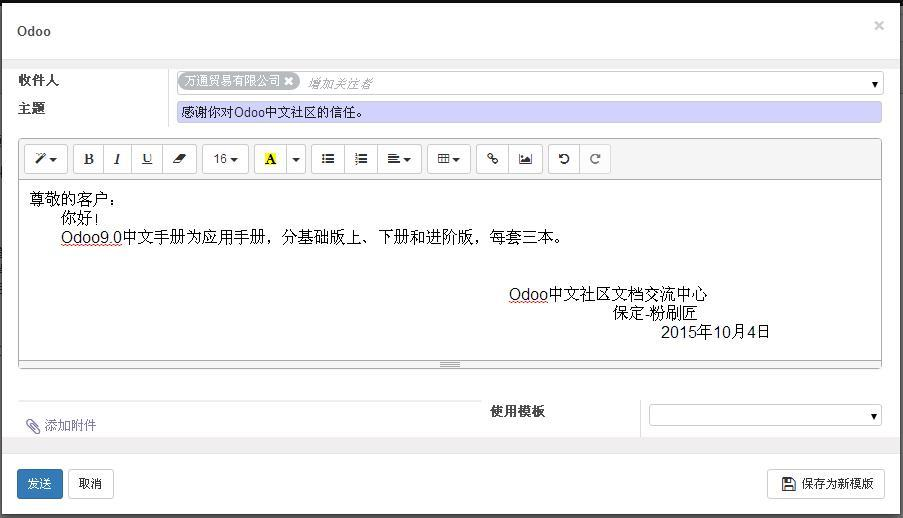 Odoo
×
收件人 万通贸易有限公司 ✖ 增加关注者
主题 感谢你对Odoo中文社区的信任。
B I U 16 A
尊敬的客户：
你好！
Odoo9.0中文手册为应用手册，分基础版上、下册和进阶版，每套三本。
Odoo中文社区文档交流中心
保定-粉刷匠
2015年10月4日
使用模板
添加附件
发送 取消 保存为新模版